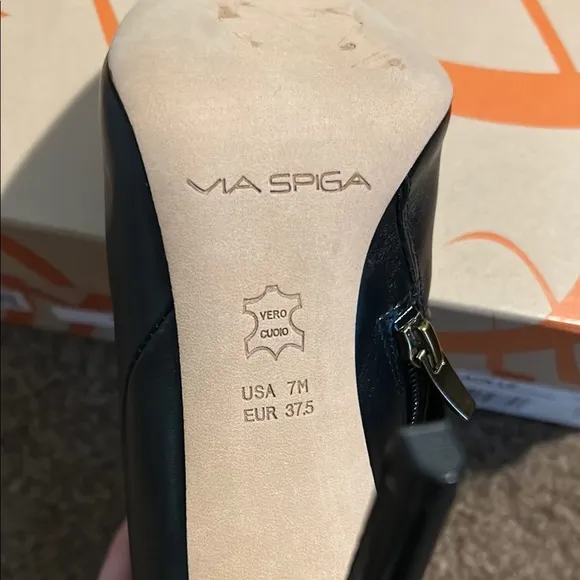 VIA SPIGA
VERO
CUOIO
USA 7M
EUR 37.5